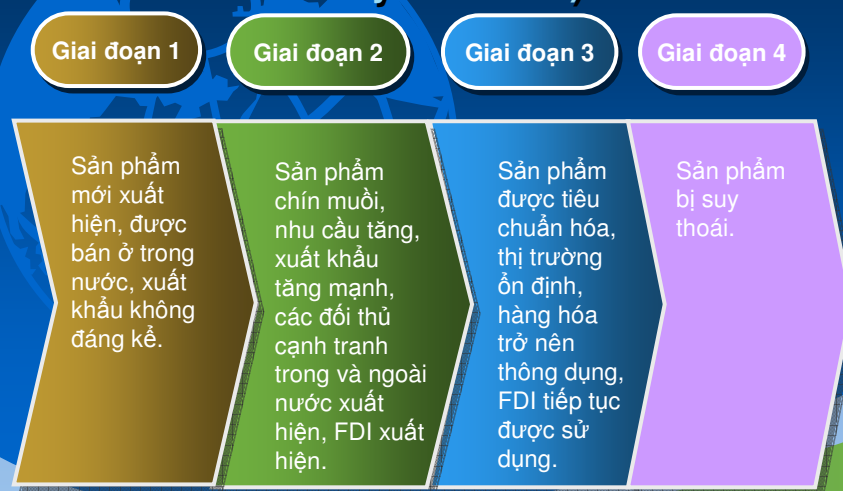 Giai đoạn 1
Giai đoạn 2
Giai đoạn 3
Giai đoạn 4
Sản phẩm
mới xuất
hiện, được
bán ở trong
nước, xuất
khẩu không
đáng kể.
Sản phẩm
chín muồi,
nhu cầu tăng,
xuất khẩu
tăng mạnh,
các đối thủ
cạnh tranh
trong và ngoài
nước xuất
hiện, FDI xuất
hiện.
Sản phẩm
được tiêu
chuẩn hóa,
thị trường
ổn định,
hàng hóa
trở nên
thông dụng,
FDI tiếp tục
được sử
dụng.
Sản phẩm
bị suy
thoái.